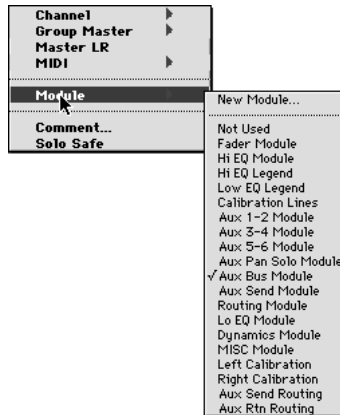 Channel
Group Master
Master LR
MIDI
Module
Comment...
Solo Safe
New Module...
Not Used
Fader Module
Hi EQ Module
Hi EQ Legend
Low EQ Legend
Calibration Lines
Aux 1-2 Module
Aux 3-4 Module
Aux 5-6 Module
Aux Pan Solo Module
√Aux Bus Module
Aux Send Module
Routing Module
Lo EQ Module
Dynamics Module
MISC Module
Left Calibration
Right Calibration
Aux Send Routing
Aux Rtn Routing